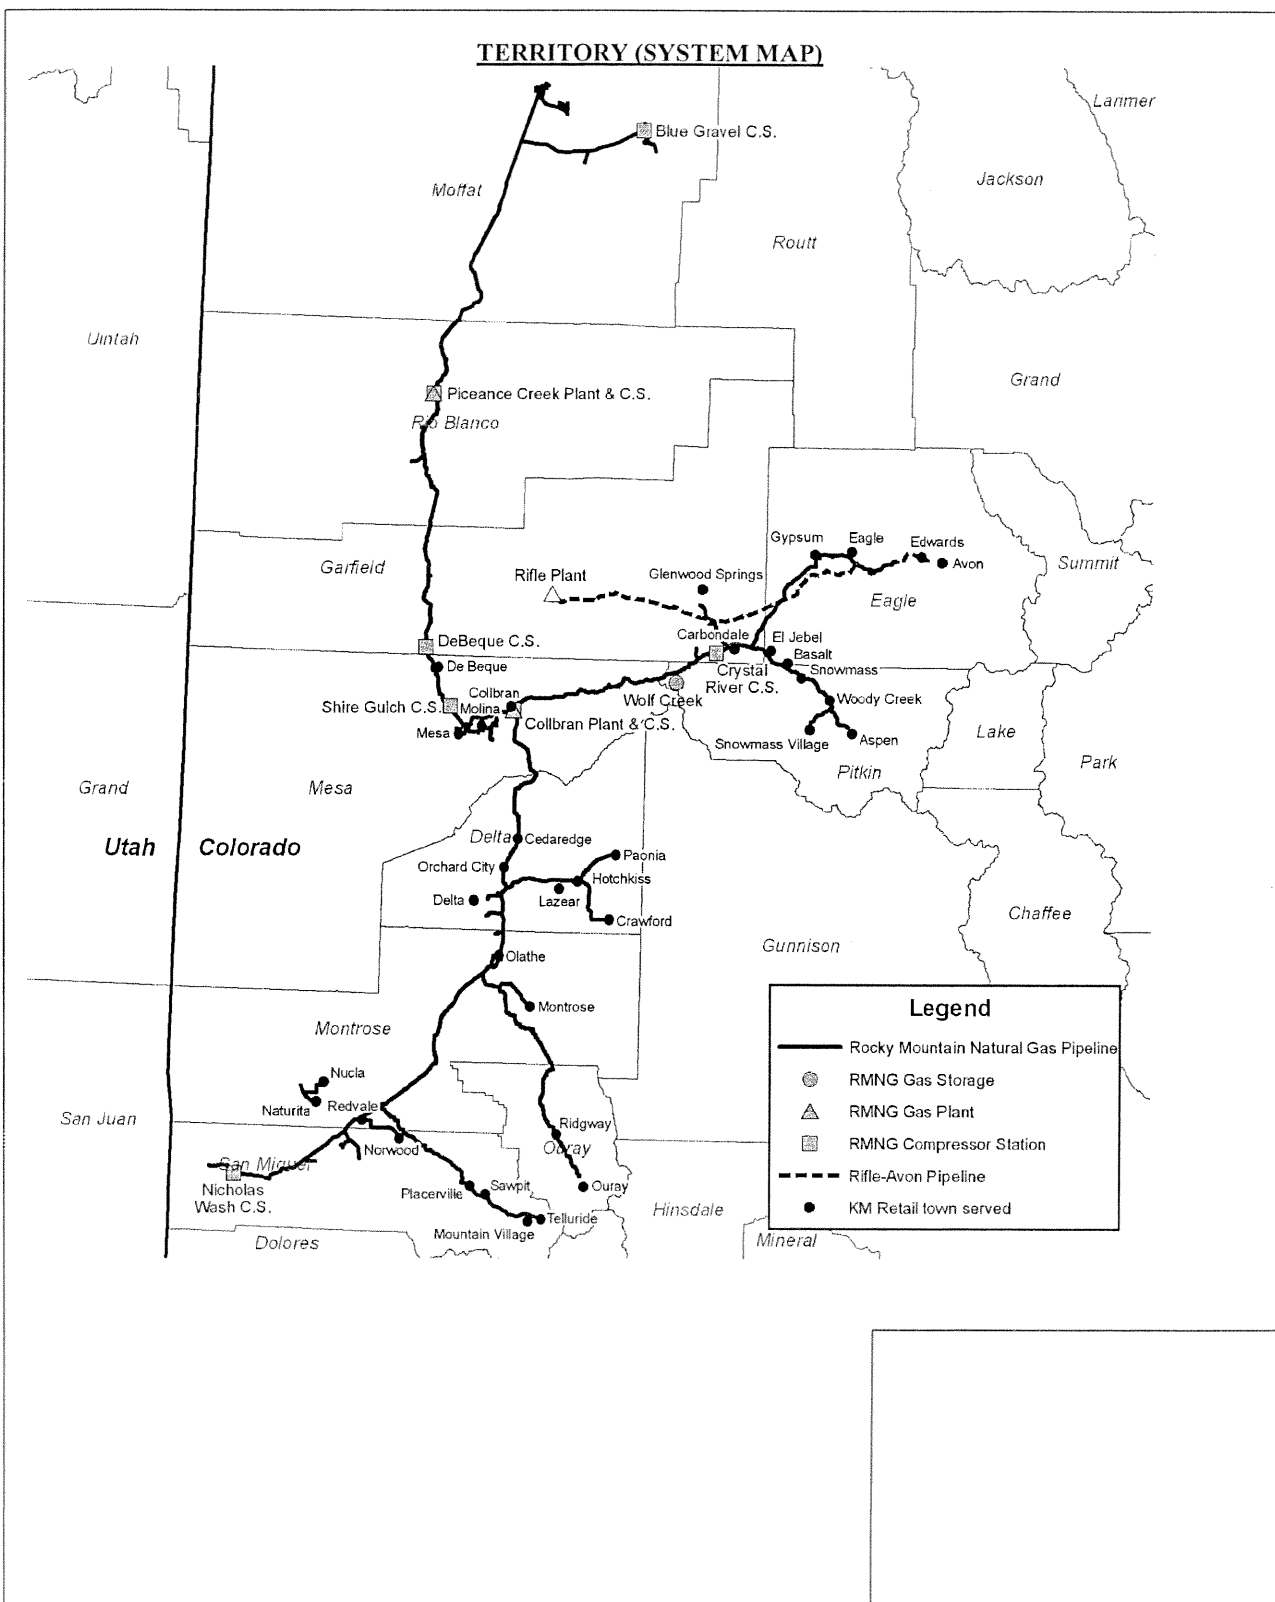 TERRITORY (SYSTEM MAP)
Larimer
Blue Gravel C.S.
Jackson
Moffat
Routt
Uintah
Grand
Piceance Creek Plant & C.S.
Rio Blanco
Gypsum
Eagle
Edwards
Avon
Summit
Garfield
Rifle Plant
Glenwood Springs
Eagle
Carbondale
El Jebel
DeBeque C.S.
Basalt
De Beque
Snowmass
Crystal
River C.S.
Collbran
Wolf Creek
Woody Creek
Shire Gulch C.S.
Molina
Collbran Plant & C.S.
Mesa
Snowmass Village
Aspen
Lake
Park
Pitkin
Grand
Mesa
Delta
Cedaredge
Utah
Colorado
Paonia
Orchard City
Hotchkiss
Delta
Lazear
Crawford
Chaffee
Gunnison
Olathe
Montrose
Montrose
Nucla
Naturita
Redvale
San Juan
Ridgway
Norwood
Ouray
San Miguel
Nicholas
Wash C.S.
Placerville
Sawpit
Ouray
Hinsdale
Telluride
Mountain Village
Dolores
Mineral
Legend
Rocky Mountain Natural Gas Pipeline
RMNG Gas Storage
RMNG Gas Plant
RMNG Compressor Station
Rifle-Avon Pipeline
KM Retail town served